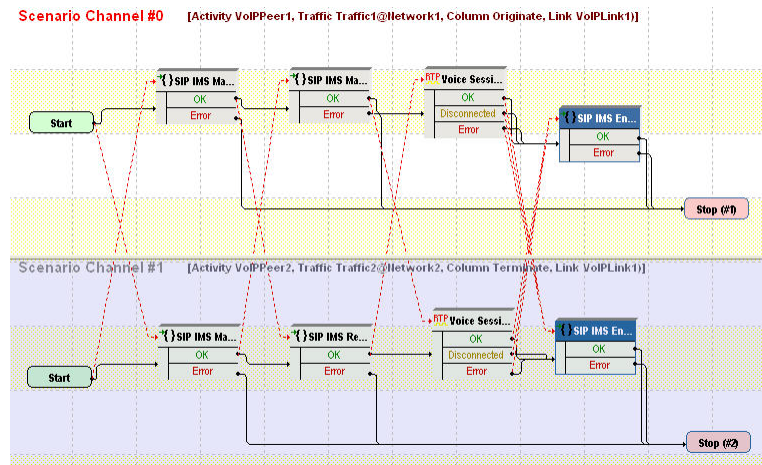 Scenario Channel #0 [Activity VoIPPeer1, Traffic Traffic1@Network1, Column Originate, Link VoIPLink1)]
{}SIP IMS Ma...
OK
Error
{}SIP IMS Ma...
OK
Error
RTP Voice Sessi...
OK
Disconnected
Error
{}SIP IMS En...
OK
Error
Start
Stop (#1)
Scenario Channel #1 [Activity VoIPPeer2, Traffic Traffic2@Network2, Column Terminate, Link VoIPLink1)]
{}SIP IMS Ma...
OK
Error
{}SIP IMS Re...
OK
Error
RTP Voice Sessi...
OK
Disconnected
Error
{}SIP IMS En...
OK
Error
Start
Stop (#2)